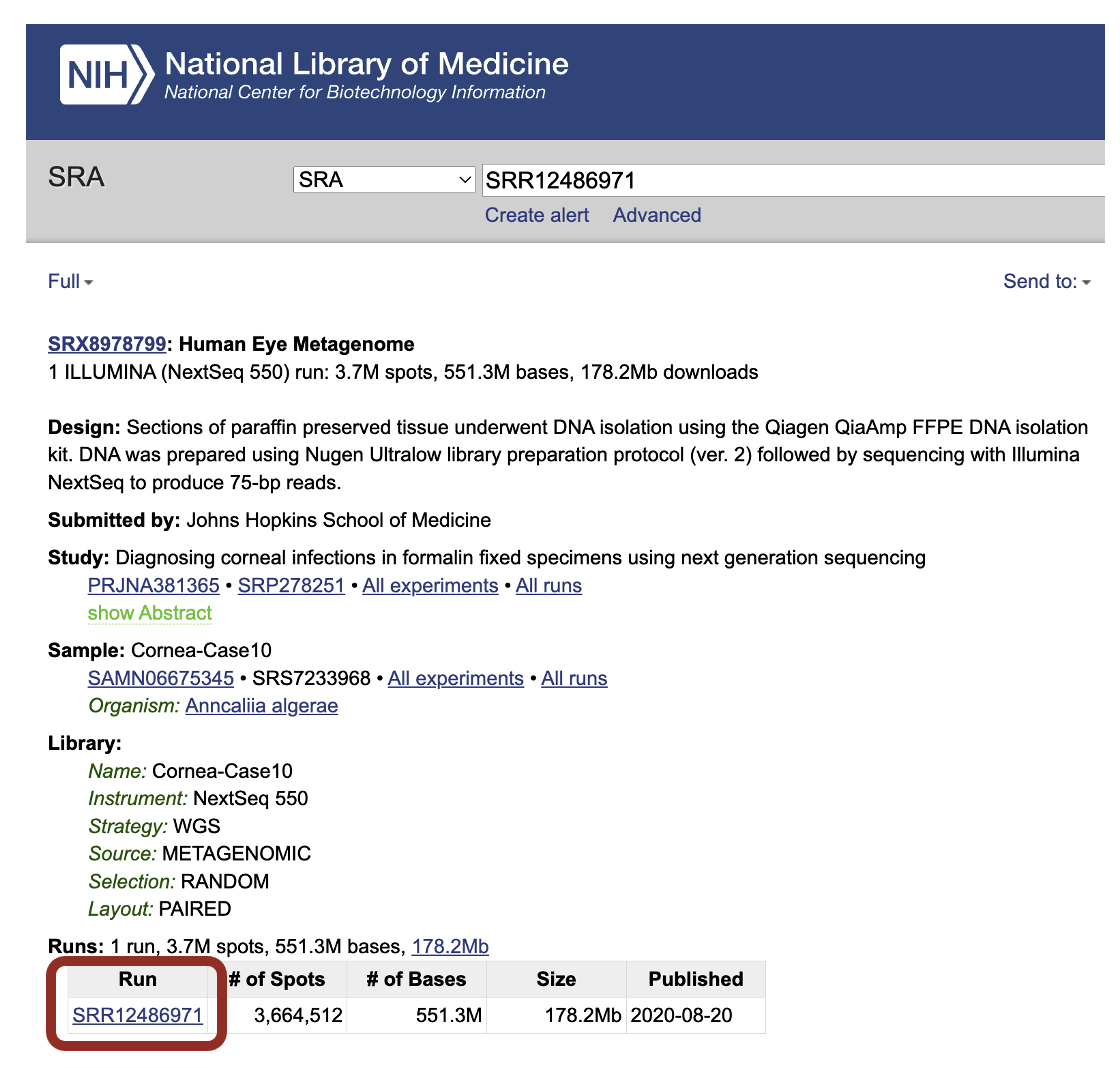 NIH National Library of Medicine
National Center for Biotechnology Information
SRA SRA SRR12486971
Create alert Advanced
Full Send to:
SRX8978799: Human Eye Metagenome
1 ILLUMINA (NextSeq 550) run: 3.7M spots, 551.3M bases, 178.2Mb downloads
Design: Sections of paraffin preserved tissue underwent DNA isolation using the Qiagen QiaAmp FFPE DNA isolation
kit. DNA was prepared using Nugen Ultralow library preparation protocol (ver. 2) followed by sequencing with Illumina
NextSeq to produce 75-bp reads.
Submitted by: Johns Hopkins School of Medicine
Study: Diagnosing corneal infections in formalin fixed specimens using next generation sequencing
PRJNA381365 • SRP278251 • All experiments • All runs
show Abstract
Sample: Cornea-Case10
SAMN06675345 • SRS7233968 • All experiments • All runs
Organism: Anncaliia algerae
Library:
Name: Cornea-Case10
Instrument: NextSeq 550
Strategy: WGS
Source: METAGENOMIC
Selection: RANDOM
Layout: PAIRED
Runs: 1 run, 3.7M spots, 551.3M bases, 178.2Mb
Run # of Spots # of Bases Size Published
SRR12486971 3,664,512 551.3M 178.2Mb 2020-08-20